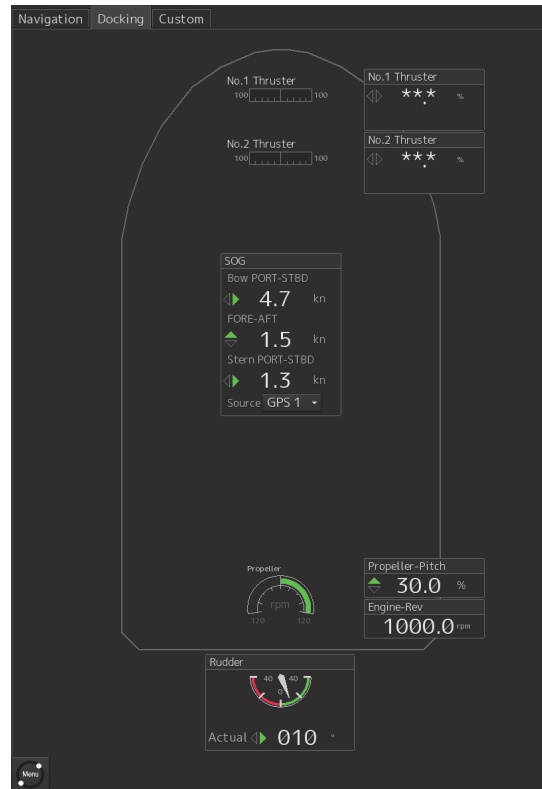 Navigation Docking Custom
No.1 Thruster
100 100
No.1 Thruster
**.* %
No.2 Thruster
100 100
No.2 Thruster
**.* %
SOG
Bow PORT-STBD
4.7 kn
FORE-AFT
1.5 kn
Stern PORT-STBD
1.3 kn
Source GPS 1
Propeller
rpm
120 120
Propeller-Pitch
30.0 %
Engine-Rev
1000.0 rpm
Rudder
40 40
0
Actual 010 °
Menu